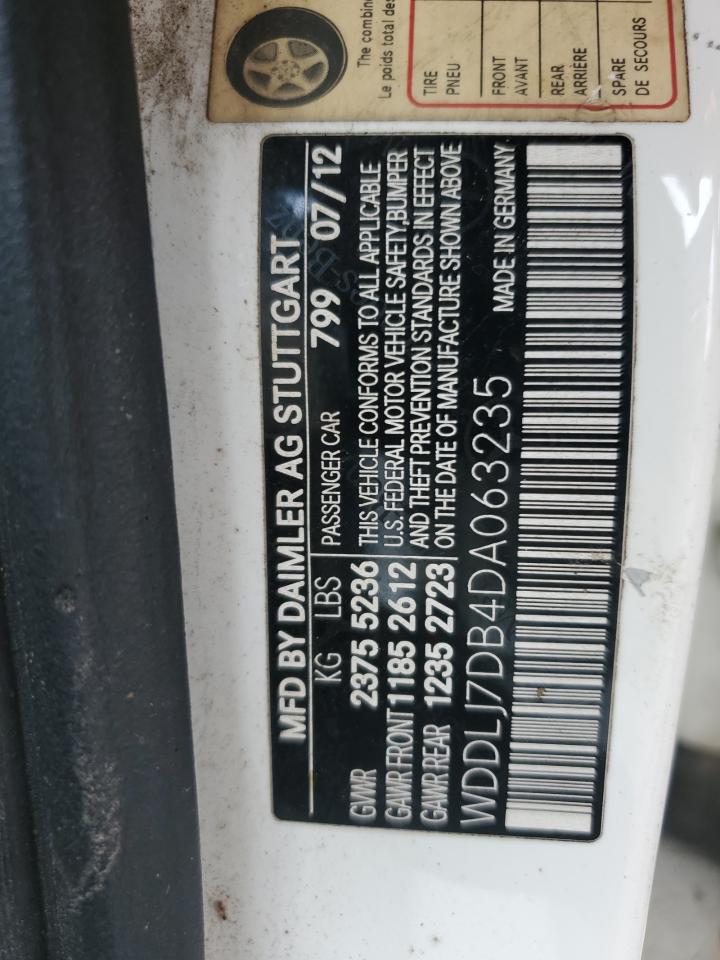 The combin
Le poids total des
TIRE
PNEU
FRONT
AVANT
REAR
ARRIÈRE
SPARE
DE SECOURS
MFD BY DAIMLER AG STUTTGART
KG LBS PASSENGER CAR 799 07/12
GWR 2375 5236 THIS VEHICLE CONFORMS TO ALL APPLICABLE
GAWR FRONT 1185 2612 U.S. FEDERAL MOTOR VEHICLE SAFETY,BUMPER
GAWR REAR 1235 2723 AND THEFT PREVENTION STANDARDS IN EFFECT
ON THE DATE OF MANUFACTURE SHOWN ABOVE
WDDLJ7DB4DA063235 MADE IN GERMANY